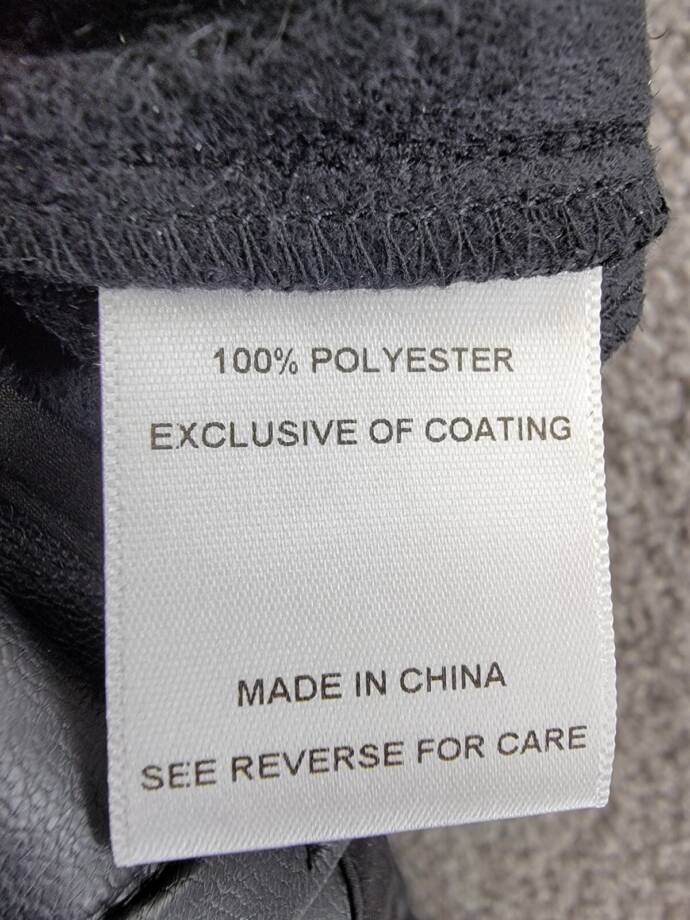 100% POLYESTER
EXCLUSIVE OF COATING
MADE IN CHINA
SEE REVERSE FOR CARE